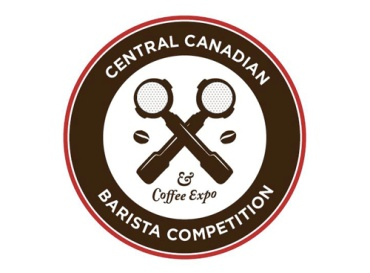 CENTRAL CANADIAN
&
Coffee Expo
BARISTA COMPETITION